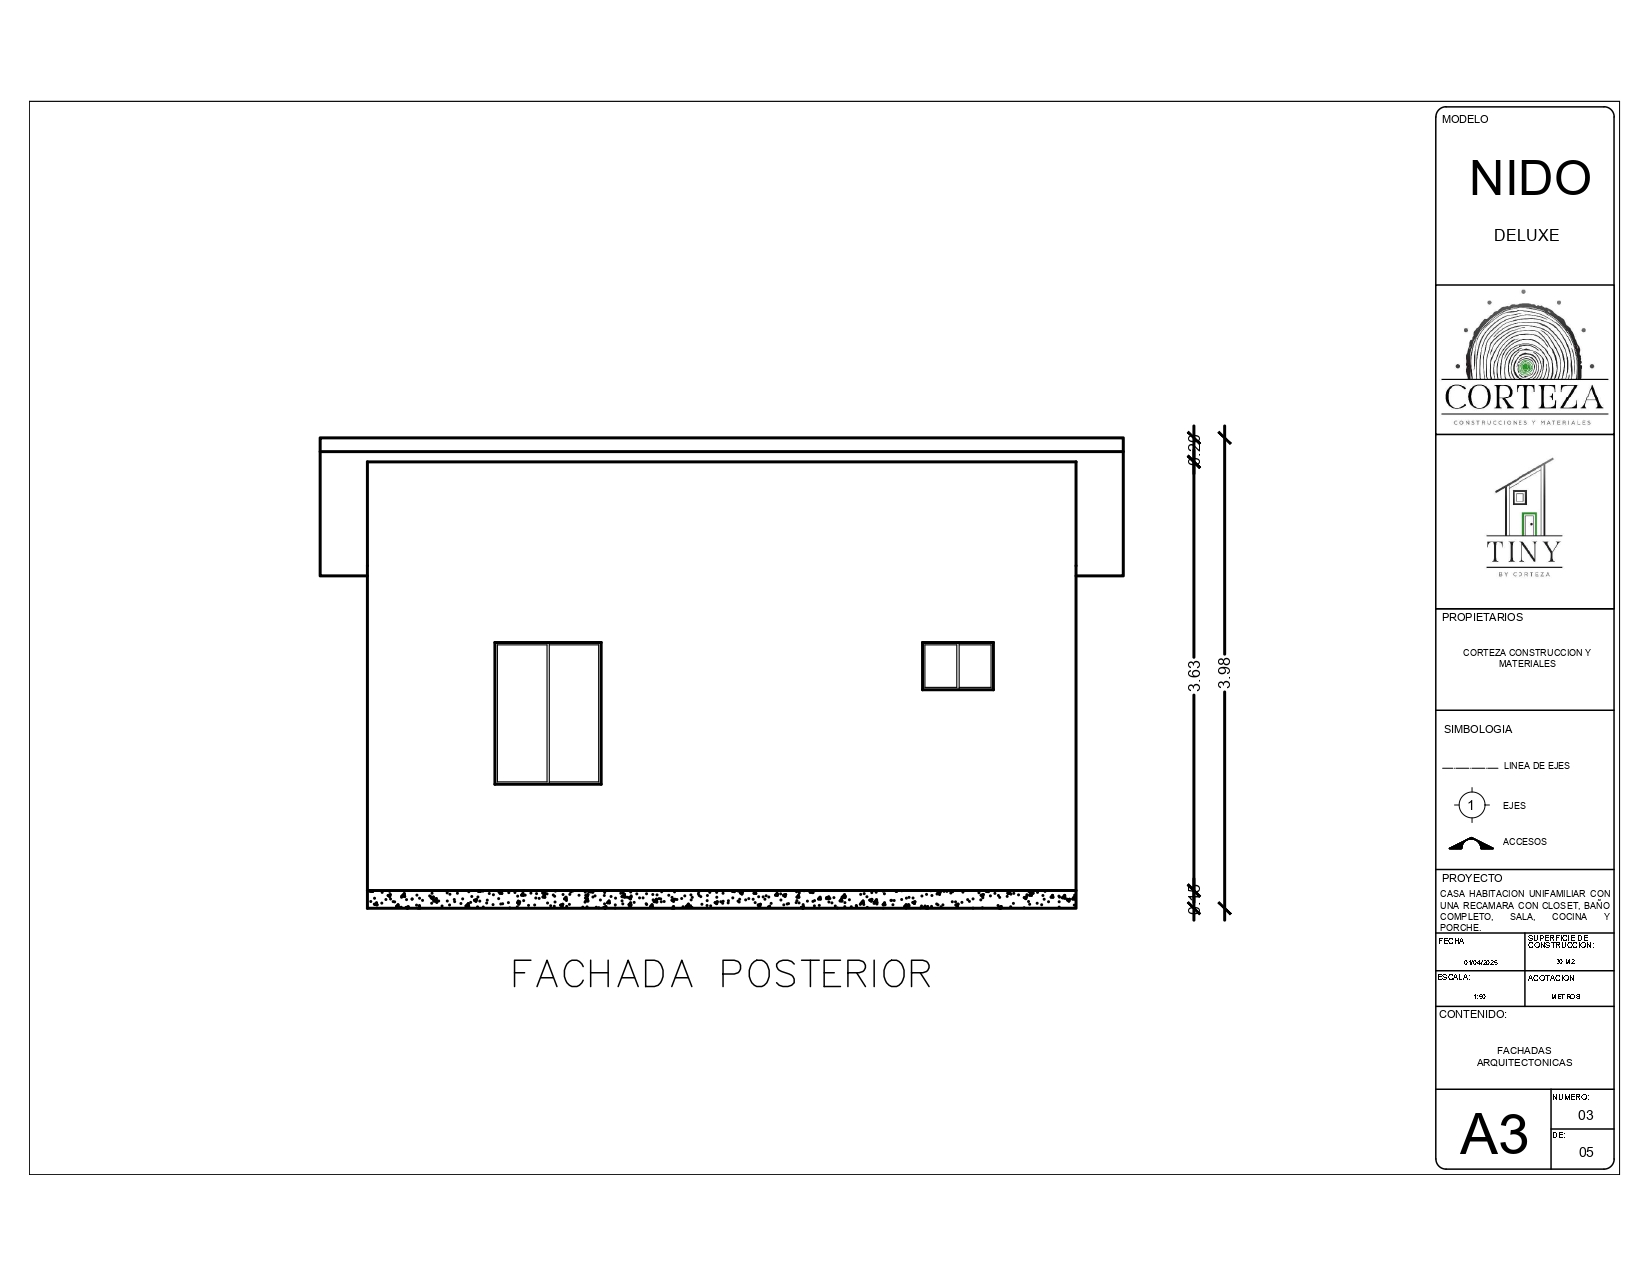 FACHADA POSTERIOR
3.63
3.98
MODELO
NIDO
DELUXE
CORTEZA
CONSTRUCCIONES Y MATERIALES
TINY
BY CORTEZA
PROPIETARIOS
CORTEZA CONSTRUCCION Y
MATERIALES
SIMBOLOGIA
LINEA DE EJES
1
EJES
ACCESOS
PROYECTO
CASA HABITACION UNIFAMILIAR CON
UNA RECAMARA CON CLOSET, BAÑO
COMPLETO, SALA, COCINA Y
PORCHE.
FECHA
01/04/2025
SUPERFICIE DE
CONSTRUCCION:
30 M2
ESCALA:
1:50
ACOTACION
METROS
CONTENIDO:
FACHADAS
ARQUITECTONICAS
A3
NUMERO:
03
DE:
05